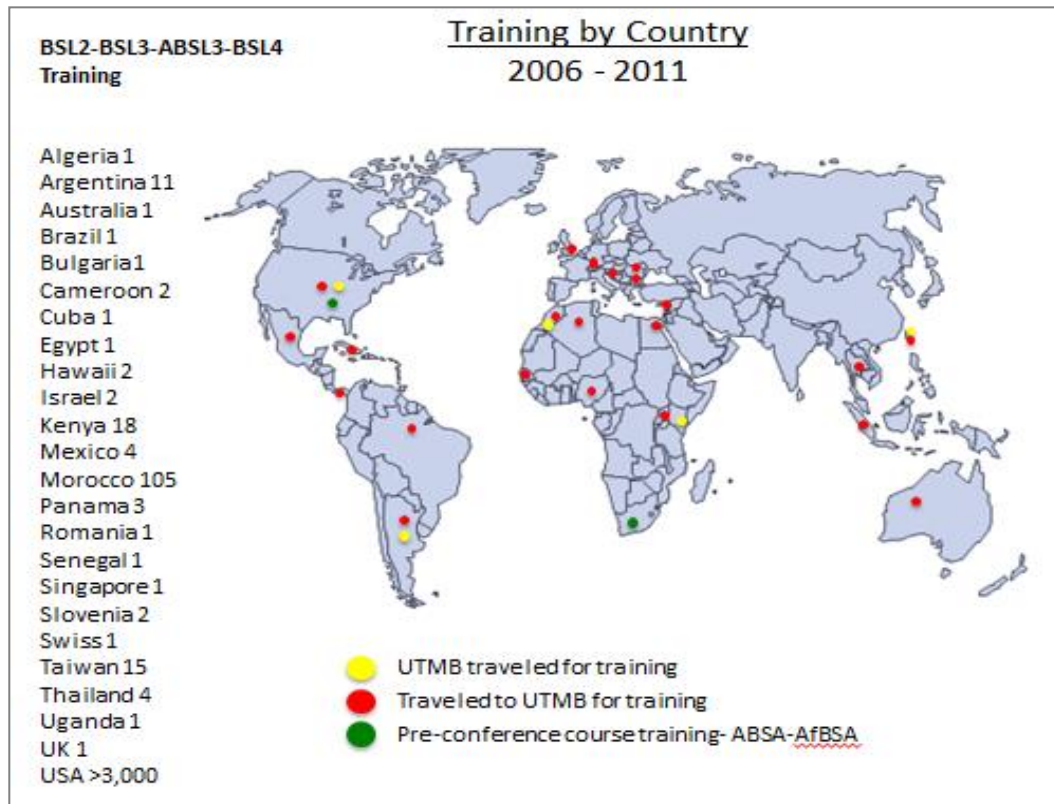 Training by Country
2006 - 2011
BSL2-BSL3-ABSL3-BSL4
Training
Algeria 1
Argentina 11
Australia 1
Brazil 1
Bulgaria 1
Cameroon 2
Cuba 1
Egypt 1
Hawaii 2
Israel 2
Kenya 18
Mexico 4
Morocco 105
Panama 3
Romania 1
Senegal 1
Singapore 1
Slovenia 2
Swiss 1
Taiwan 15
Thailand 4
Uganda 1
UK 1
USA >3,000
UTMB traveled for training
Traveled to UTMB for training
Pre-conference course training- ABSA-AfBSA